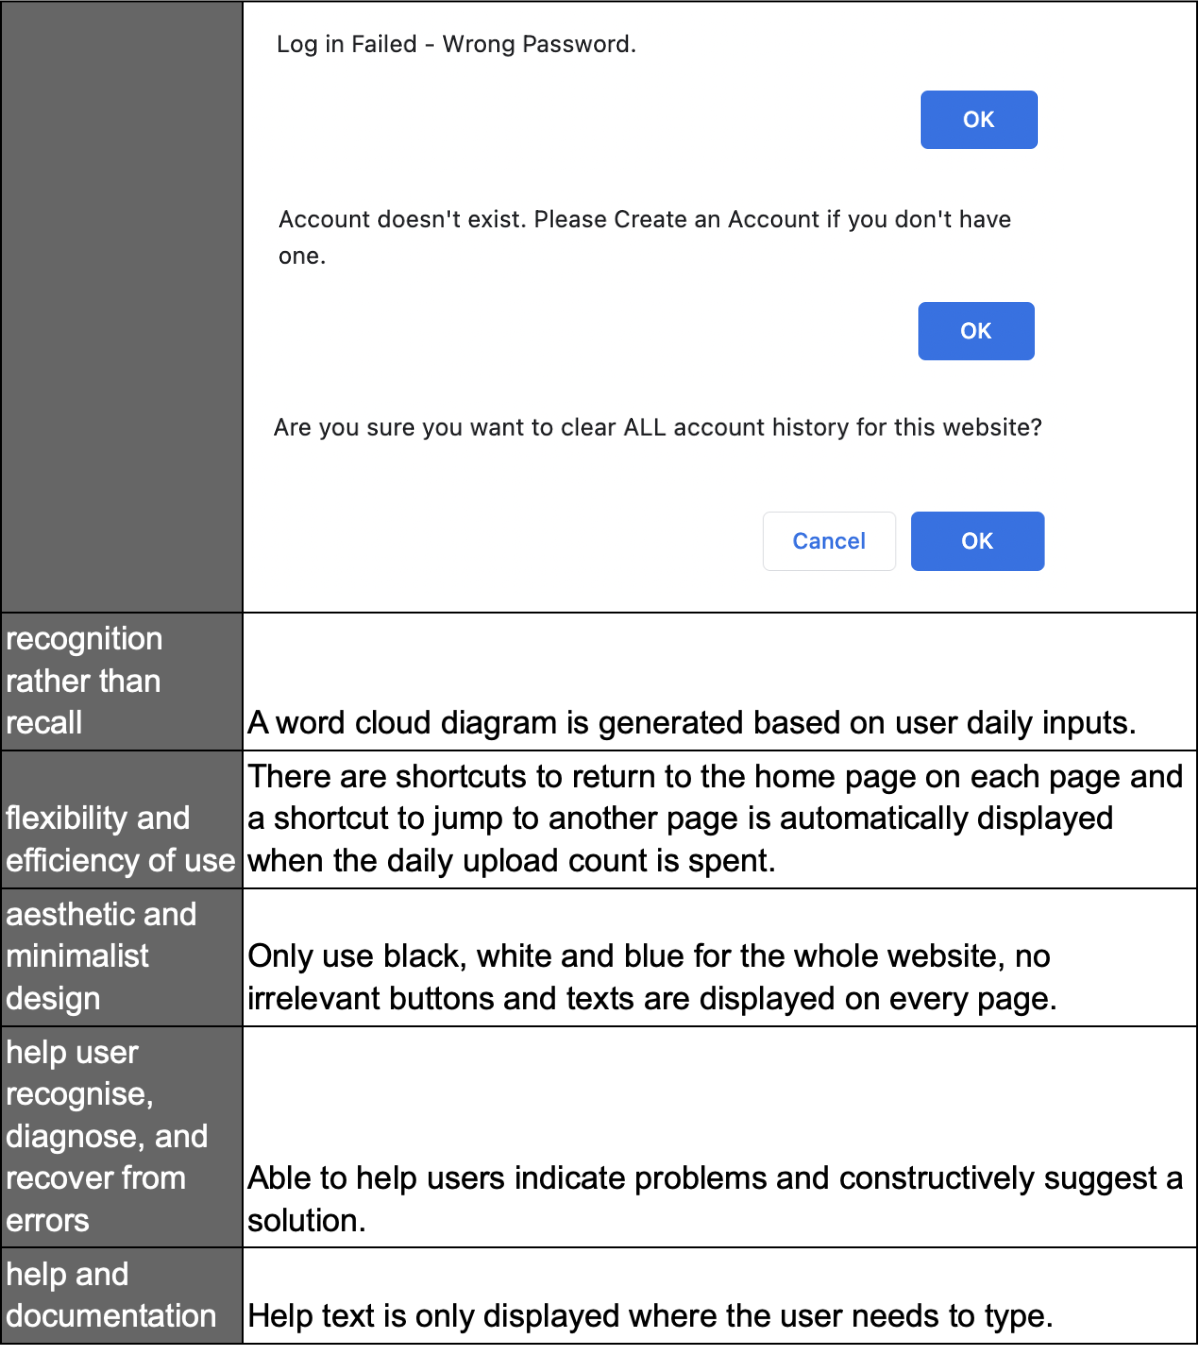 Log in Failed - Wrong Password.
OK
Account doesn't exist. Please Create an Account if you don't have
one.
OK
Are you sure you want to clear ALL account history for this website?
Cancel
OK
recognition
rather than
recall
A word cloud diagram is generated based on user daily inputs.
flexibility and
efficiency of use
There are shortcuts to return to the home page on each page and
a shortcut to jump to another page is automatically displayed
when the daily upload count is spent.
aesthetic and
minimalist
design
Only use black, white and blue for the whole website, no
irrelevant buttons and texts are displayed on every page.
help user
recognise,
diagnose, and
recover from
errors
Able to help users indicate problems and constructively suggest a
solution.
help and
documentation
Help text is only displayed where the user needs to type.